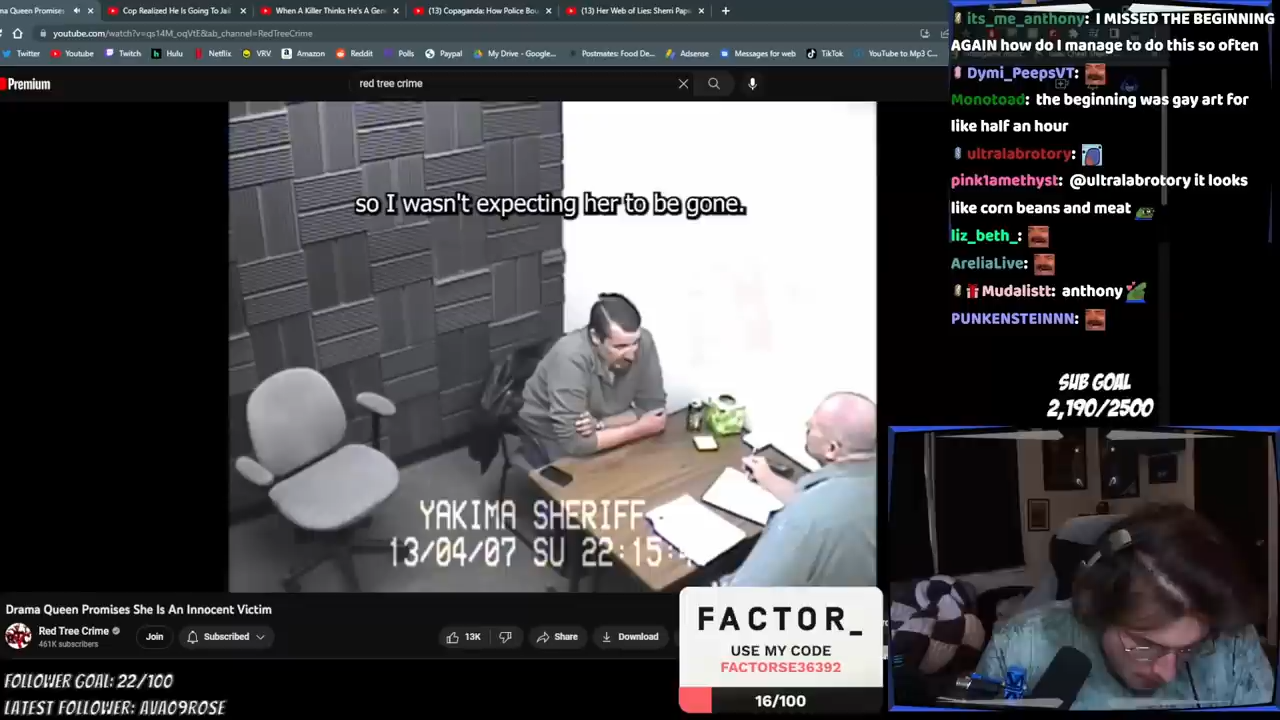 ma Queen Promises
Cop Realized He Is Going To Jail
When A Killer Thinks He's A Gen
(13) Copaganda: How Police Bou
(13) Her Web of Lies: Sherri Pap
youtube.com/watch?v=qs14M_oqVtE&ab_channel=RedTreeCrime
Twitter
Youtube
Twitch
Hulu
Netflix
VRV
Amazon
Reddit
Polls
Paypal
My Drive - Google...
Postmates: Food De...
Adsense
Messages for web
TikTok
YouTube to Mp3 C...
Premium
red tree crime
so I wasn't expecting her to be gone.
YAKIMA SHERIFF
13/04/07 SU 22:15:
Drama Queen Promises She Is An Innocent Victim
Red Tree Crime
461K subscribers
Join
Subscribed
13K
Share
Download
FOLLOWER GOAL: 22/100
LATEST FOLLOWER: AVA09ROSE
FACTOR_
USE MY CODE
FACTORSE36392
16/100
its_me_anthony: I MISSED THE BEGINNING
AGAIN how do I manage to do this so often
Dymi_PeepsVT:
Monotoad: the beginning was gay art for
like half an hour
ultralabrotory:
pink1amethyst: @ultralabrotory it looks
like corn beans and meat
liz_beth_:
AreliaLive:
Mudalistt: anthony
PUNKENSTEINNN:
SUB GOAL
2,190/2500